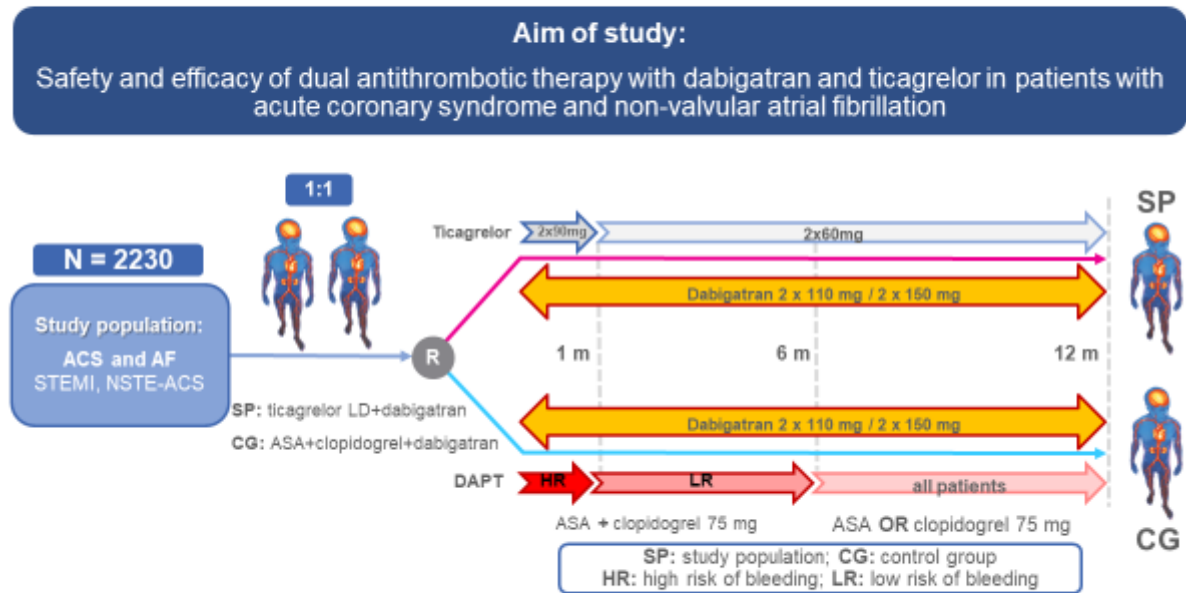 Aim of study:
Safety and efficacy of dual antithrombotic therapy with dabigatran and ticagrelor in patients with
acute coronary syndrome and non-valvular atrial fibrillation
1:1
N = 2230
Study population:
ACS and AF
STEMI, NSTE-ACS
R
SP: ticagrelor LD+dabigatran
CG: ASA+clopidogrel+dabigatran
Ticagrelor
2x90mg
2x60mg
SP
Dabigatran 2 x 110 mg / 2 x 150 mg
1 m
6 m
12 m
Dabigatran 2 x 110 mg / 2 x 150 mg
DAPT
HR
LR
all patients
ASA + clopidogrel 75 mg
ASA OR clopidogrel 75 mg
CG
SP: study population; CG: control group
HR: high risk of bleeding; LR: low risk of bleeding